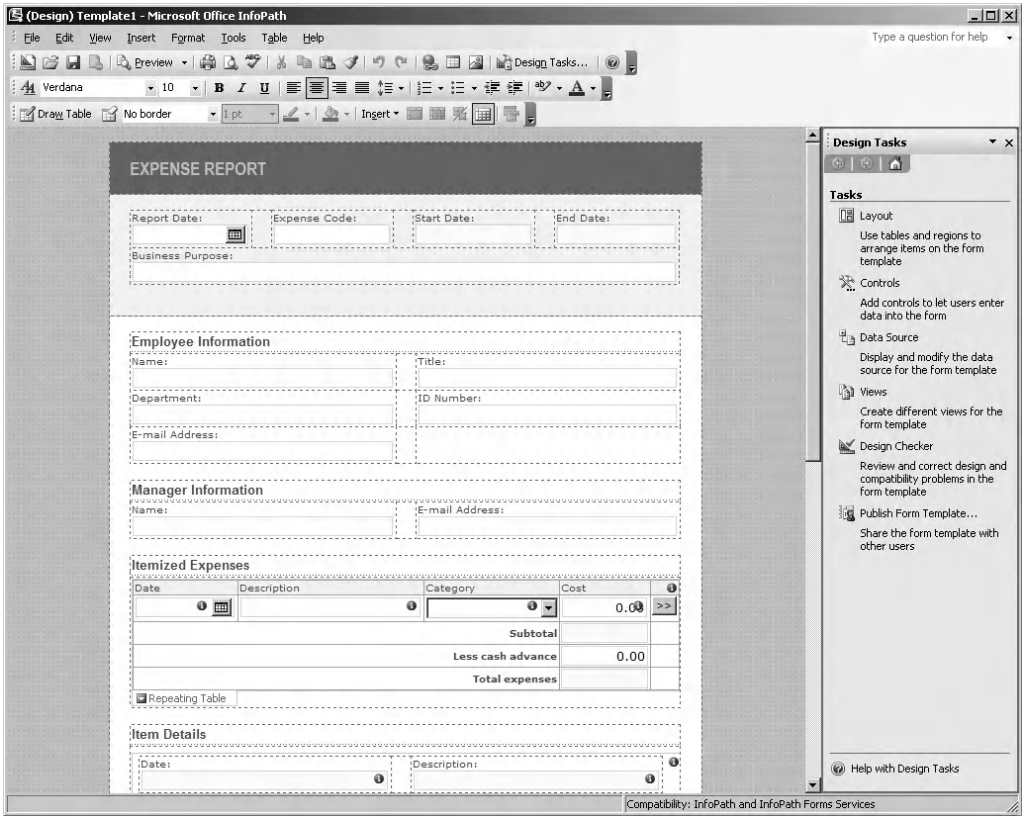 (Design) Template1 - Microsoft Office InfoPath
File Edit View Insert Format Tools Table Help
Type a question for help
Preview
Design Tasks...
Verdana 10 B I U
Draw Table No border 1 pt Insert
EXPENSE REPORT
Report Date: Expense Code: Start Date: End Date:
Business Purpose:
Employee Information
Name: Title:
Department: ID Number:
E-mail Address:
Manager Information
Name: E-mail Address:
Itemized Expenses
Date Description Category Cost
0.00 >>
Subtotal
Less cash advance 0.00
Total expenses
Repeating Table
Item Details
Date: Description:
Design Tasks
Tasks
Layout
Use tables and regions to
arrange items on the form
template
Controls
Add controls to let users enter
data into the form
Data Source
Display and modify the data
source for the form template
Views
Create different views for the
form template
Design Checker
Review and correct design and
compatibility problems in the
form template
Publish Form Template...
Share the form template with
other users
Help with Design Tasks
Compatibility: InfoPath and InfoPath Forms Services